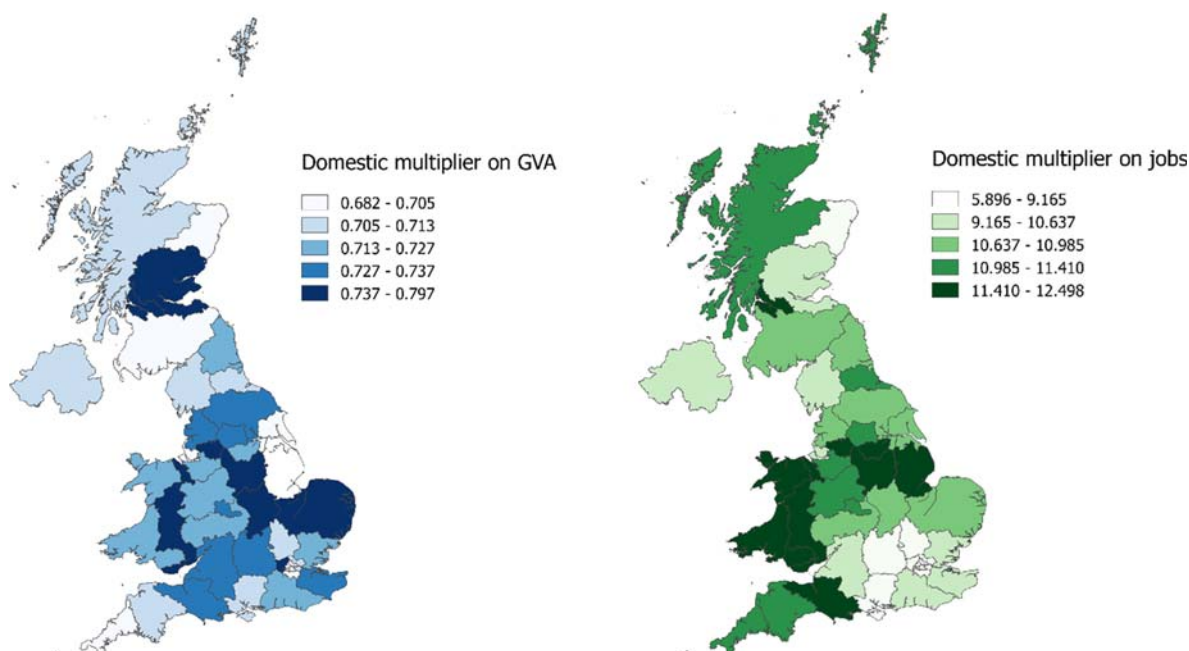 Domestic multiplier on GVA
0.682 - 0.705
0.705 - 0.713
0.713 - 0.727
0.727 - 0.737
0.737 - 0.797
Domestic multiplier on jobs
5.896 - 9.165
9.165 - 10.637
10.637 - 10.985
10.985 - 11.410
11.410 - 12.498